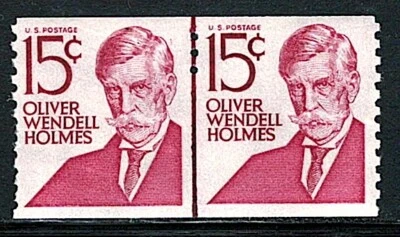 U.S. POSTAGE
15¢
OLIVER
WENDELL
HOLMES
U.S. POSTAGE
15¢
OLIVER
WENDELL
HOLMES